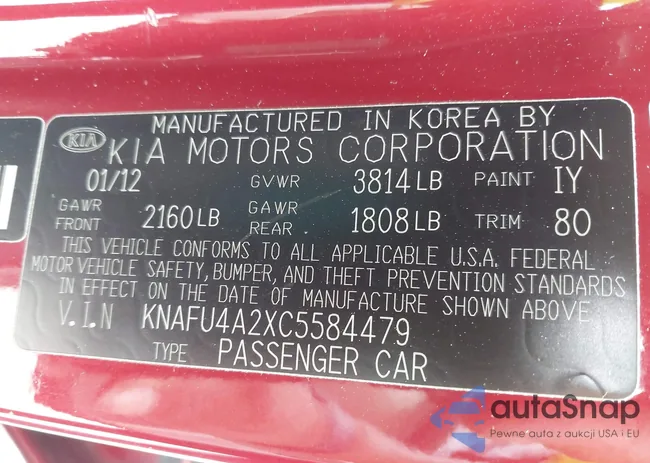 MANUFACTURED IN KOREA BY
KIA KIA MOTORS CORPORATION
01/12 GVWR 3814 LB PAINT IY
GAWR FRONT 2160 LB GAWR REAR 1808 LB TRIM 80
THIS VEHICLE CONFORMS TO ALL APPLICABLE U.S.A. FEDERAL
MOTOR VEHICLE SAFETY, BUMPER, AND THEFT PREVENTION STANDARDS
IN EFFECT ON THE DATE OF MANUFACTURE SHOWN ABOVE
V.I.N KNAFU4A2XC5584479
TYPE PASSENGER CAR
autaSnap
Pewne auta z aukcji USA i EU